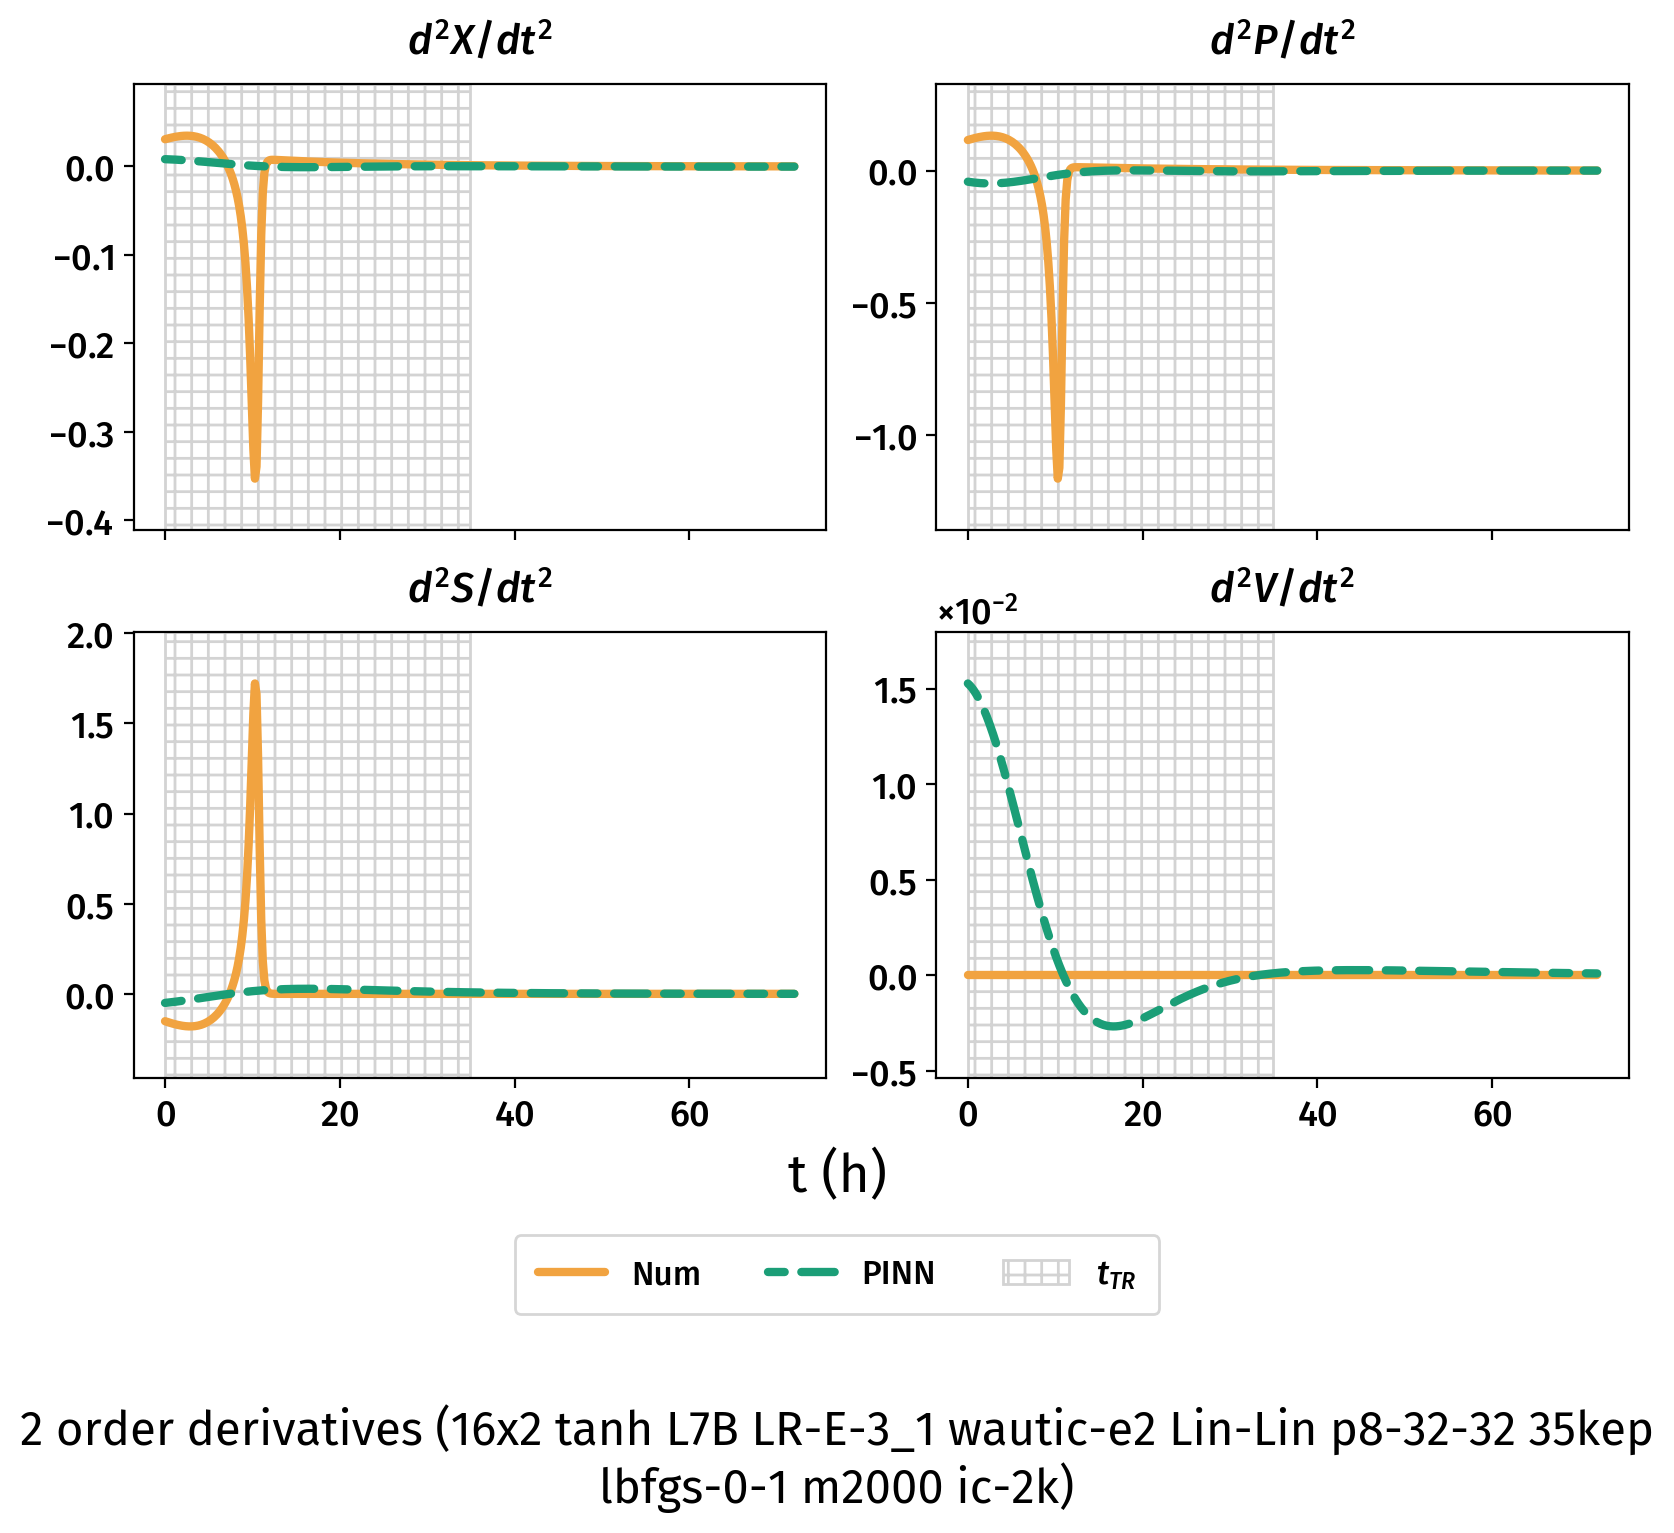 d²X/dt²
d²P/dt²
0.0
−0.1
−0.2
−0.3
−0.4
0.0
−0.5
−1.0
d²S/dt²
d²V/dt²
×10⁻²
2.0
1.5
1.0
0.5
0.0
1.5
1.0
0.5
0.0
−0.5
0 20 40 60
0 20 40 60
t (h)
Num PINN t_TR
2 order derivatives (16x2 tanh L7B LR-E-3_1 wautic-e2 Lin-Lin p8-32-32 35kep
lbfgs-0-1 m2000 ic-2k)